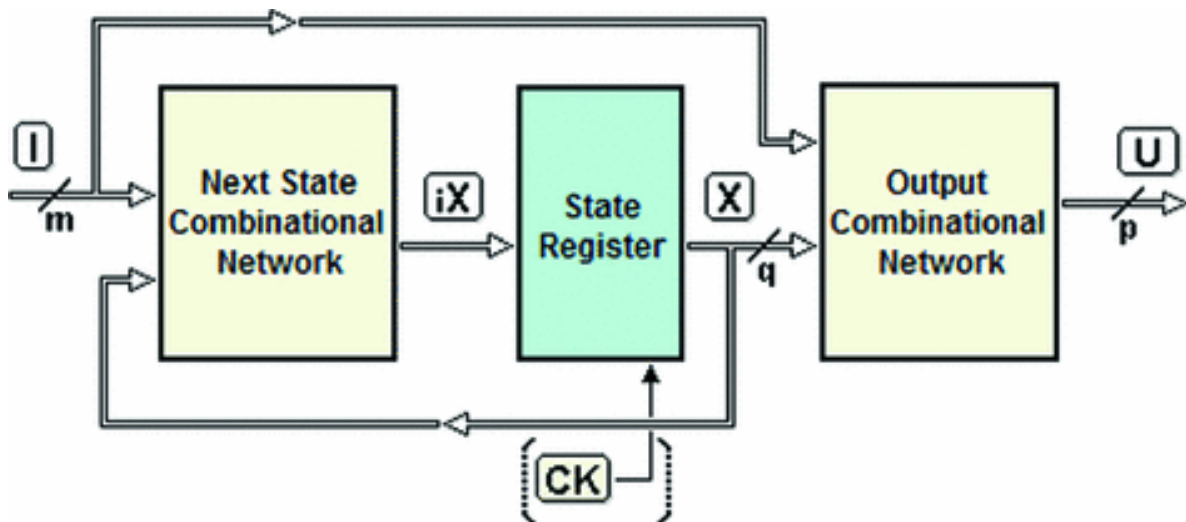 I
m
Next State
Combinational
Network
iX
State
Register
X
q
Output
Combinational
Network
U
p
CK